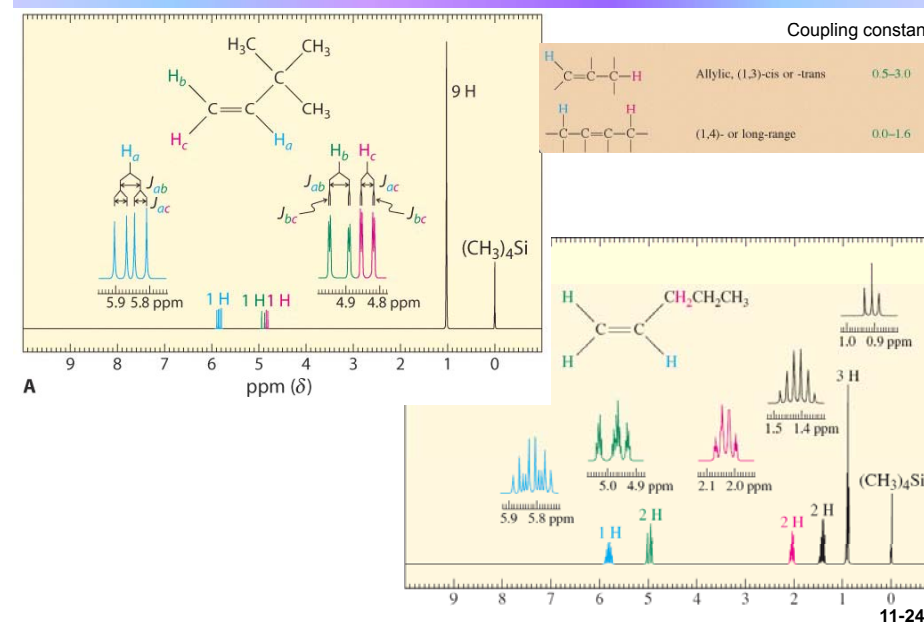 Coupling constan
H
C=C-C-H
Allylic, (1,3)-cis or -trans
0.5–3.0
H
H
C-C=C-C
(1,4)- or long-range
0.0–1.6
H₃C
CH₃
C
Hb
CH₃
C=C
Hc
Ha
9 H
Ha
Jab
Jac
5.9 5.8 ppm
Hb Hc
Jab
Jac
Jbc
Jbc
4.9 4.8 ppm
(CH₃)₄Si
1 H
1 H 1 H
9 8 7 6 5 4 3 2 1 0
A
ppm (δ)
H
CH₂CH₂CH₃
C=C
H
H
5.9 5.8 ppm
1 H
5.0 4.9 ppm
2 H
2.1 2.0 ppm
2 H
1.5 1.4 ppm
2 H
1.0 0.9 ppm
3 H
(CH₃)₄Si
9 8 7 6 5 4 3 2 1 0
11-24